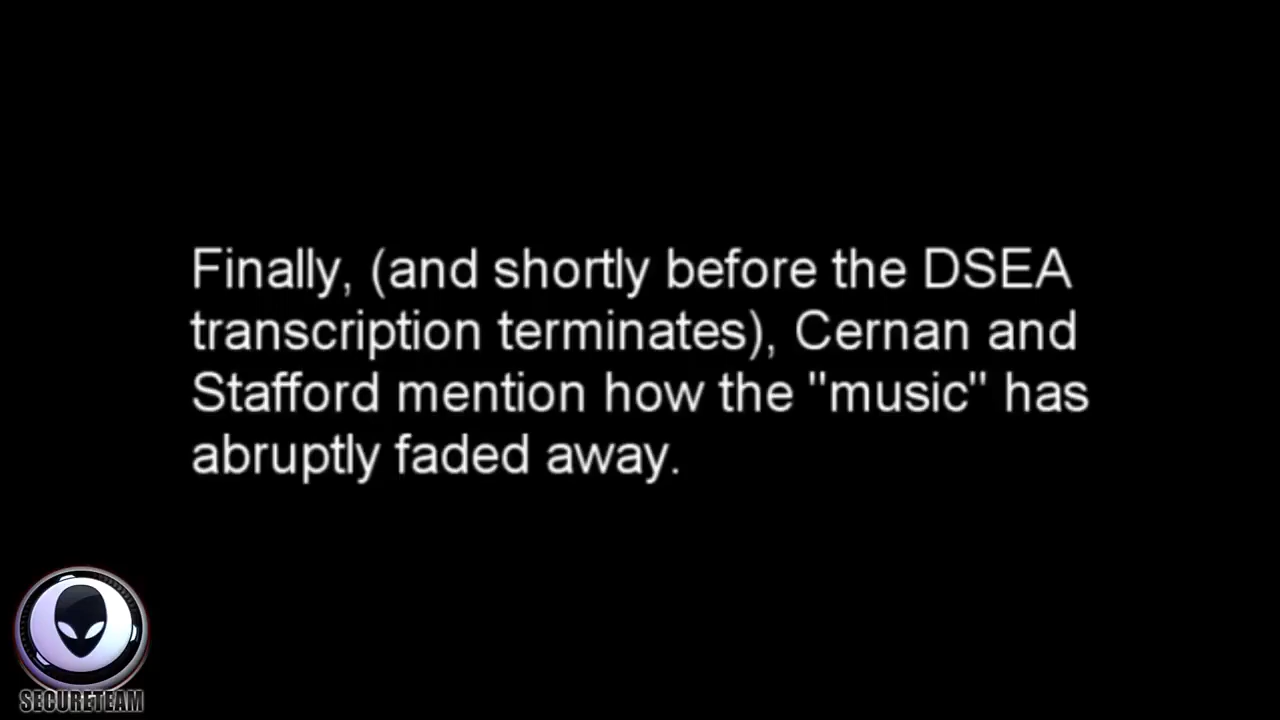 Finally, (and shortly before the DSEA
transcription terminates), Cernan and
Stafford mention how the "music" has
abruptly faded away.
SECURETEAM